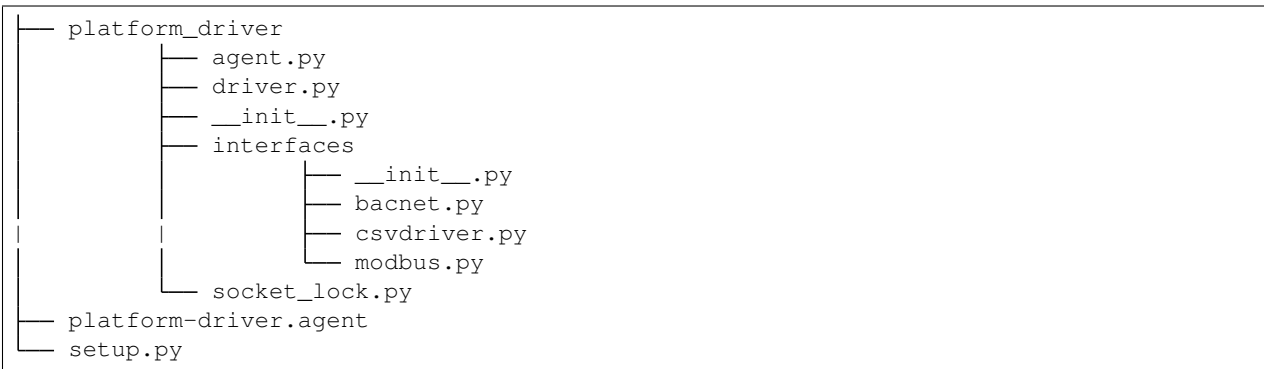 ├── platform_driver
│       ├── agent.py
│       ├── driver.py
│       ├── __init__.py
│       ├── interfaces
│       │       ├── __init__.py
│       │       ├── bacnet.py
|       |       ├── csvdriver.py
│       │       └── modbus.py
│       └── socket_lock.py
├── platform-driver.agent
└── setup.py